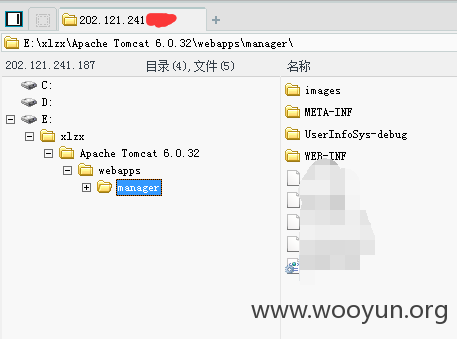 202.121.241
E:\xlzx\Apache Tomcat 6.0.32\webapps\manager\
202.121.241.187
目录(4),文件(5)
名称
C:
D:
E:
xlzx
Apache Tomcat 6.0.32
webapps
manager
images
META-INF
UserInfoSys-debug
WEB-INF
www.wooyun.org